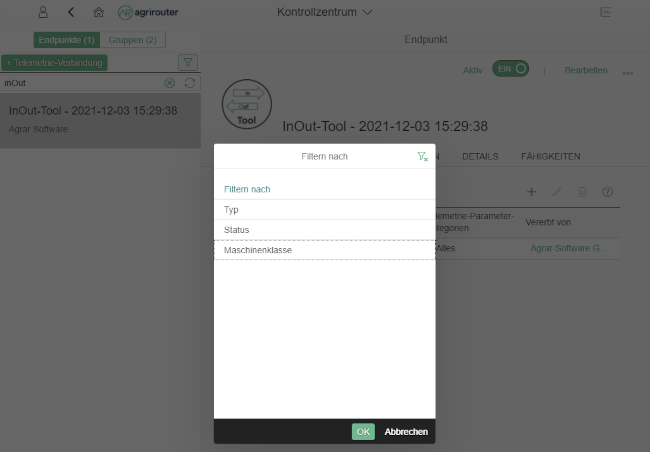 agrirouter
Kontrollzentrum
Endpunkte (1)
Gruppen (2)
Endpunkt
Telemetrie-Verbindung
inOut
InOut-Tool - 2021-12-03 15:29:38
Agrar Software
Aktiv
EIN
Bearbeiten
In
Out
Tool
InOut-Tool - 2021-12-03 15:29:38
DETAILS
FÄHIGKEITEN
lemetrie-Parameter-
tegorien
Vererbt von
Alles
Agrar-Software G...
Filtern nach
Filtern nach
Typ
Status
Maschinenklasse
OK
Abbrechen